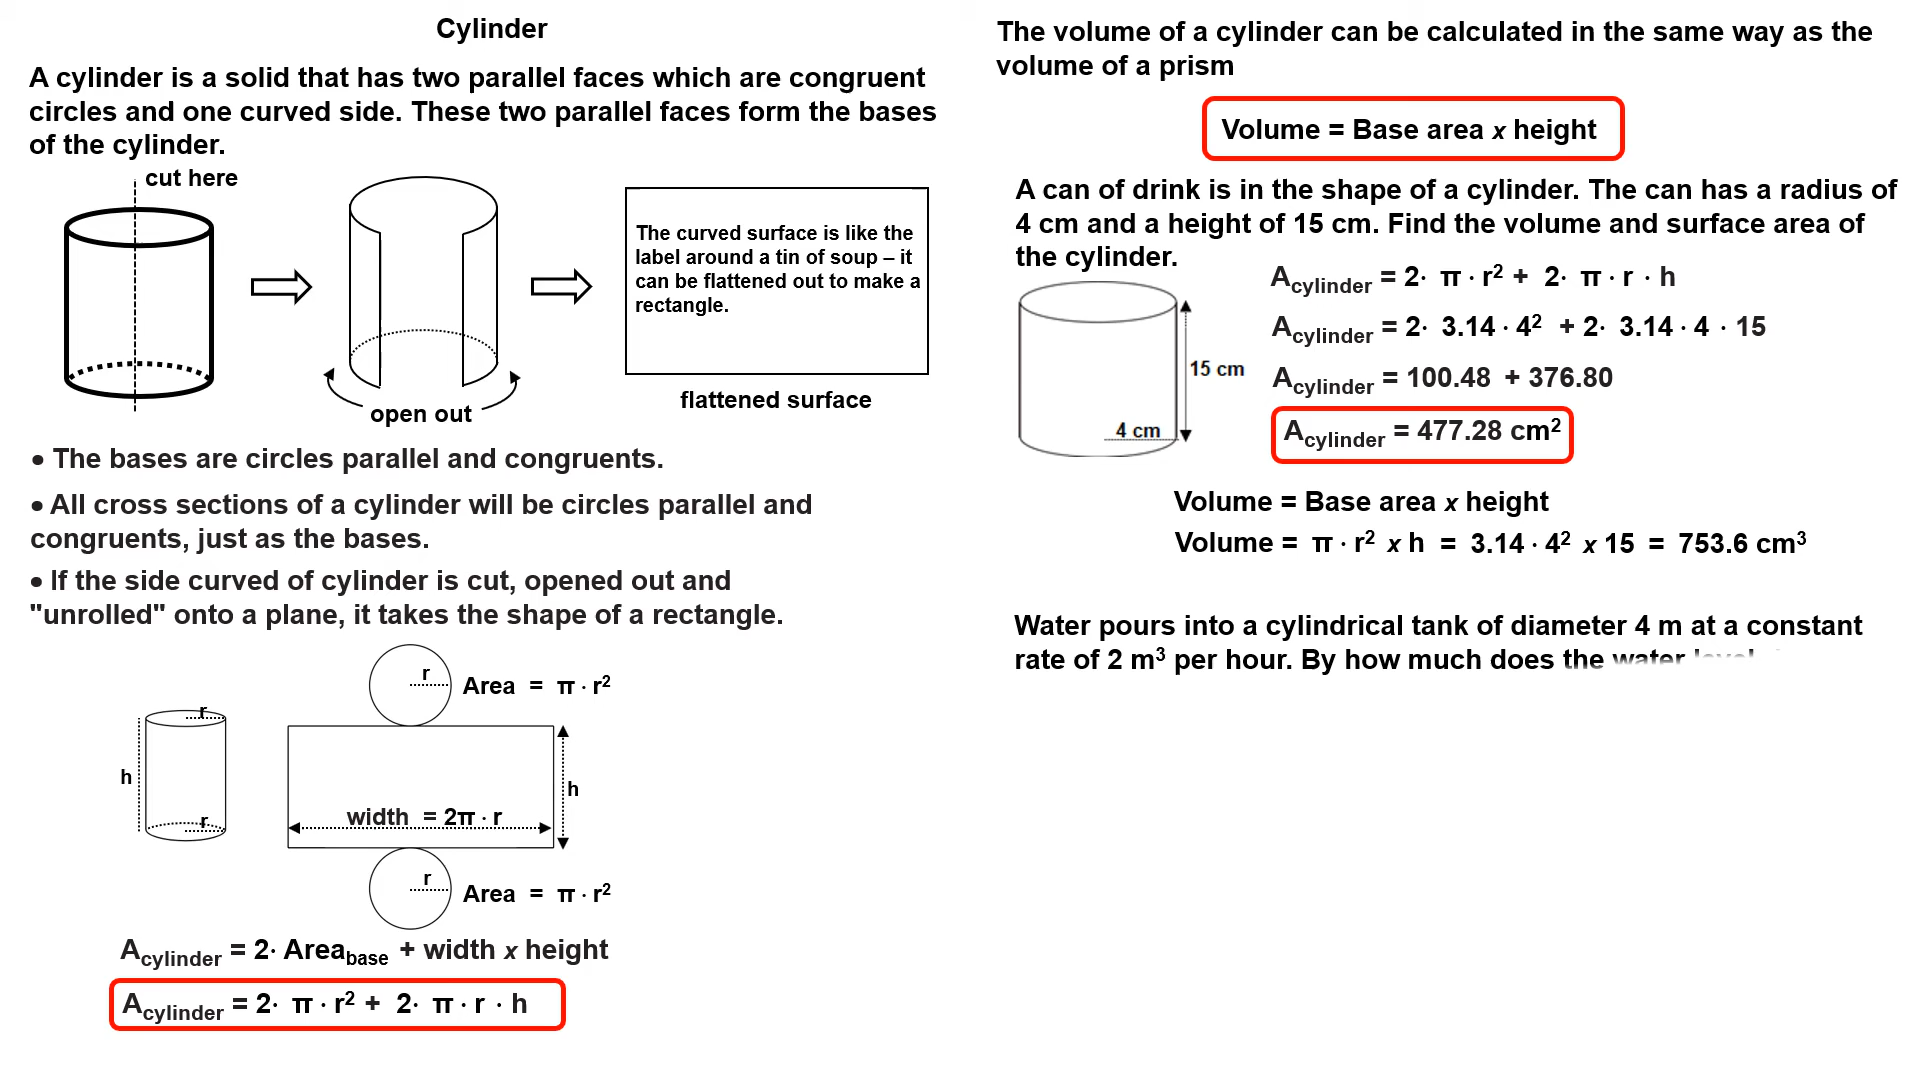 Cylinder
A cylinder is a solid that has two parallel faces which are congruent
circles and one curved side. These two parallel faces form the bases
of the cylinder.
cut here
The curved surface is like the
label around a tin of soup – it
can be flattened out to make a
rectangle.
open out
flattened surface
• The bases are circles parallel and congruents.
• All cross sections of a cylinder will be circles parallel and
congruents, just as the bases.
• If the side curved of cylinder is cut, opened out and
"unrolled" onto a plane, it takes the shape of a rectangle.
r
Area = π · r²
r
h
r
width = 2π · r
h
r
Area = π · r²
A_cylinder = 2· Area_base + width x height
A_cylinder = 2· π · r² + 2· π · r · h
The volume of a cylinder can be calculated in the same way as the
volume of a prism
Volume = Base area x height
A can of drink is in the shape of a cylinder. The can has a radius of
4 cm and a height of 15 cm. Find the volume and surface area of
the cylinder.
15 cm
4 cm
A_cylinder = 2· π · r² + 2· π · r · h
A_cylinder = 2· 3.14 · 4² + 2· 3.14 · 4 · 15
A_cylinder = 100.48 + 376.80
A_cylinder = 477.28 cm²
Volume = Base area x height
Volume = π · r² x h = 3.14 · 4² x 15 = 753.6 cm³
Water pours into a cylindrical tank of diameter 4 m at a constant
rate of 2 m³ per hour. By how much does the water level